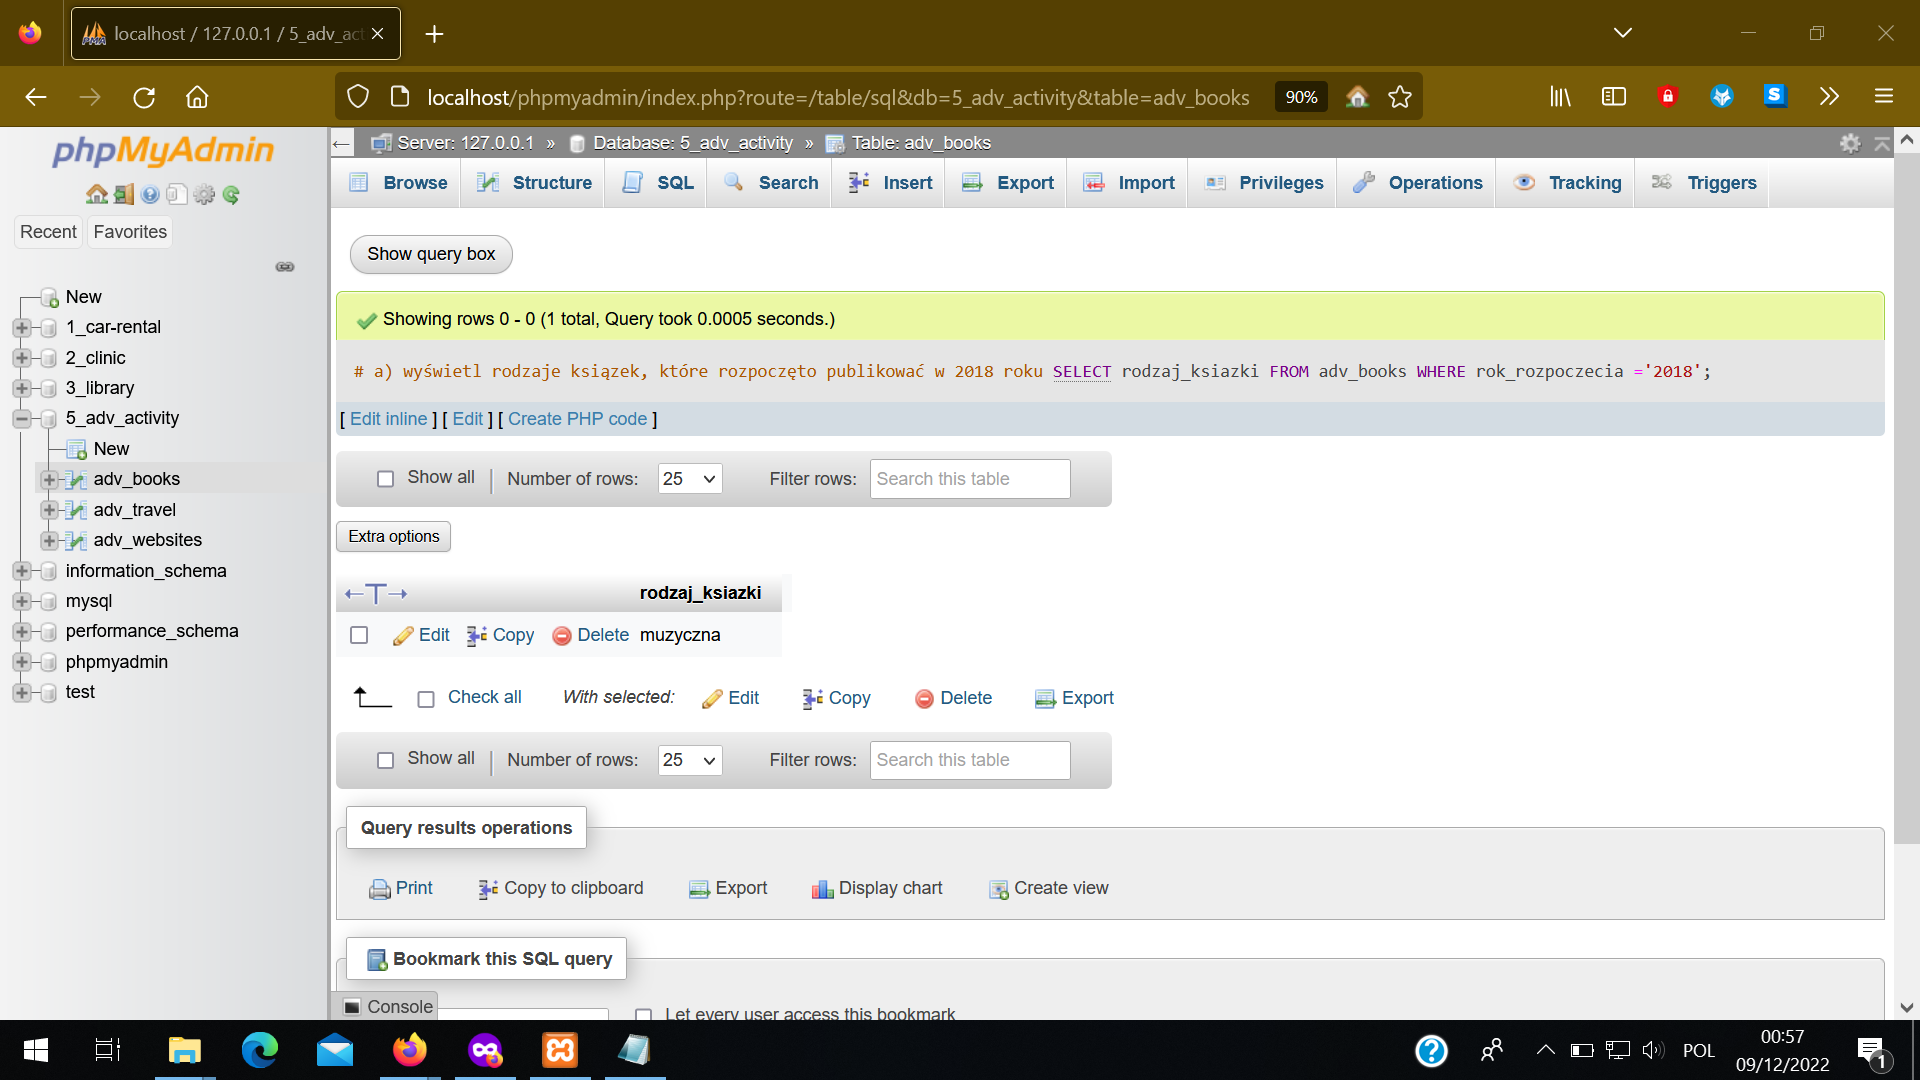 localhost / 127.0.0.1 / 5_adv_act
localhost/phpmyadmin/index.php?route=/table/sql&db=5_adv_activity&table=adv_books
90%
S
phpMyAdmin
Recent
Favorites
New
1_car-rental
2_clinic
3_library
5_adv_activity
New
adv_books
adv_travel
adv_websites
information_schema
mysql
performance_schema
phpmyadmin
test
Server: 127.0.0.1 » Database: 5_adv_activity » Table: adv_books
Browse Structure SQL Search Insert Export Import Privileges Operations Tracking Triggers
Show query box
Showing rows 0 - 0 (1 total, Query took 0.0005 seconds.)
# a) wyświetl rodzaje ksiązek, które rozpoczęto publikować w 2018 roku SELECT rodzaj_ksiazki FROM adv_books WHERE rok_rozpoczecia ='2018';
[ Edit inline ] [ Edit ] [ Create PHP code ]
Show all | Number of rows: 25 Filter rows: Search this table
Extra options
←T→ rodzaj_ksiazki
Edit Copy Delete muzyczna
Check all With selected: Edit Copy Delete Export
Show all | Number of rows: 25 Filter rows: Search this table
Query results operations
Print Copy to clipboard Export Display chart Create view
Bookmark this SQL query
Console
Let every user access this bookmark
POL
00:57
09/12/2022
1